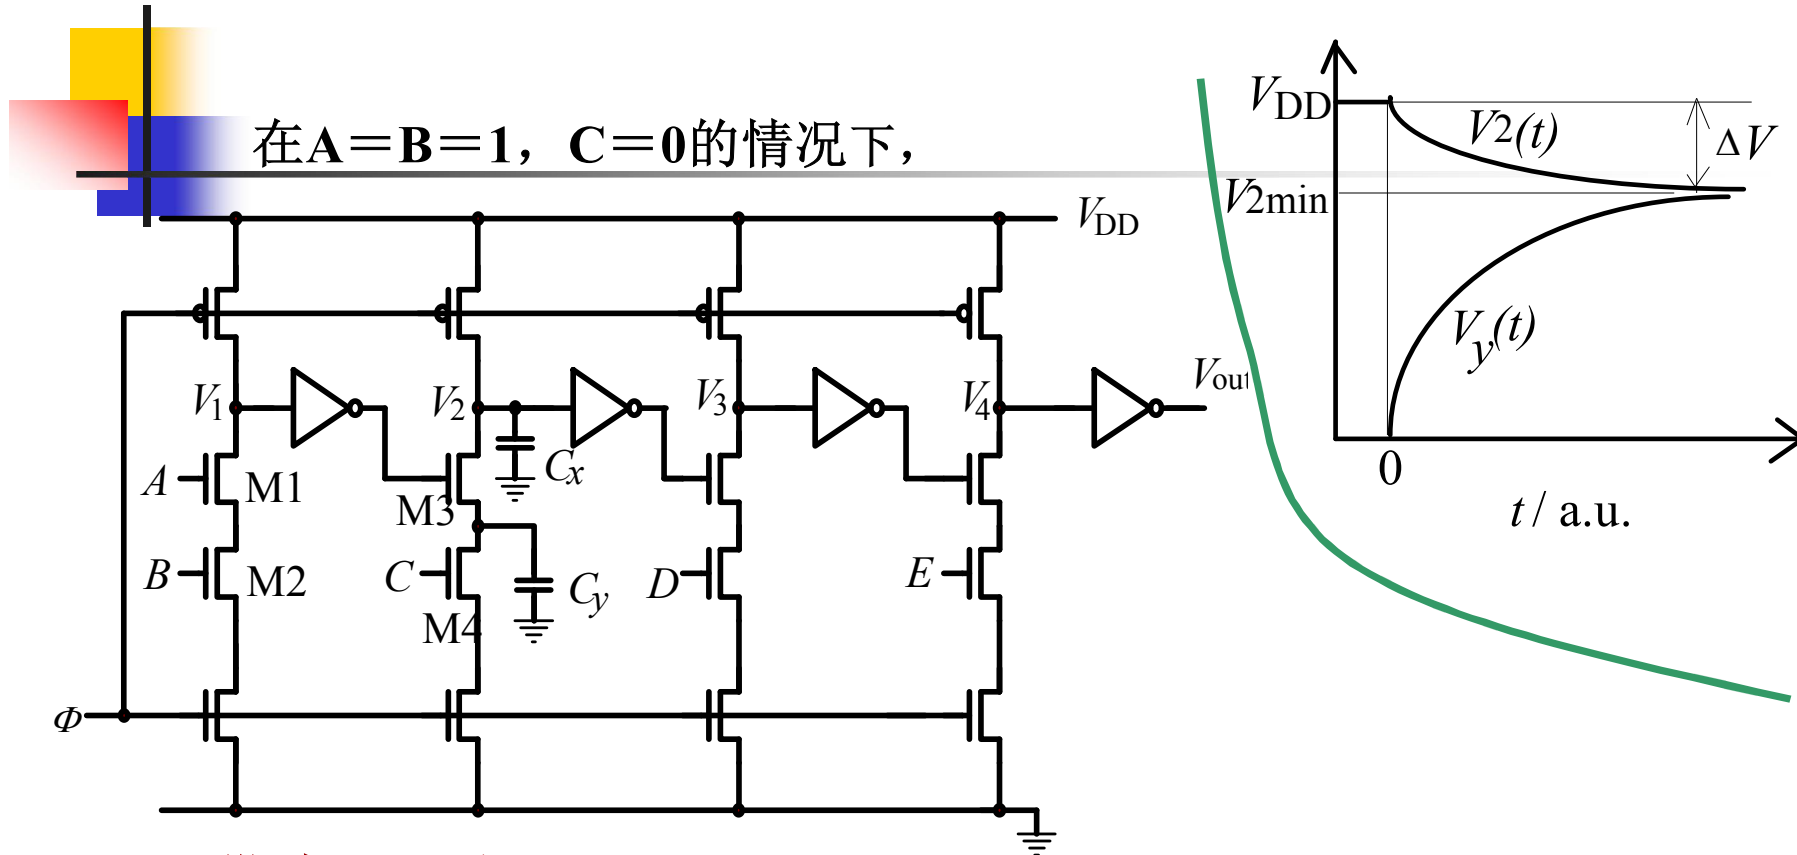 在A＝B＝1，C＝0的情况下，
VDD
V1
V2
V3
V4
Vout
A
M1
M3
Cx
B
M2
C
M4
Cy
D
E
Φ
VDD
V2(t)
ΔV
V2min
Vy(t)
0
t / a.u.